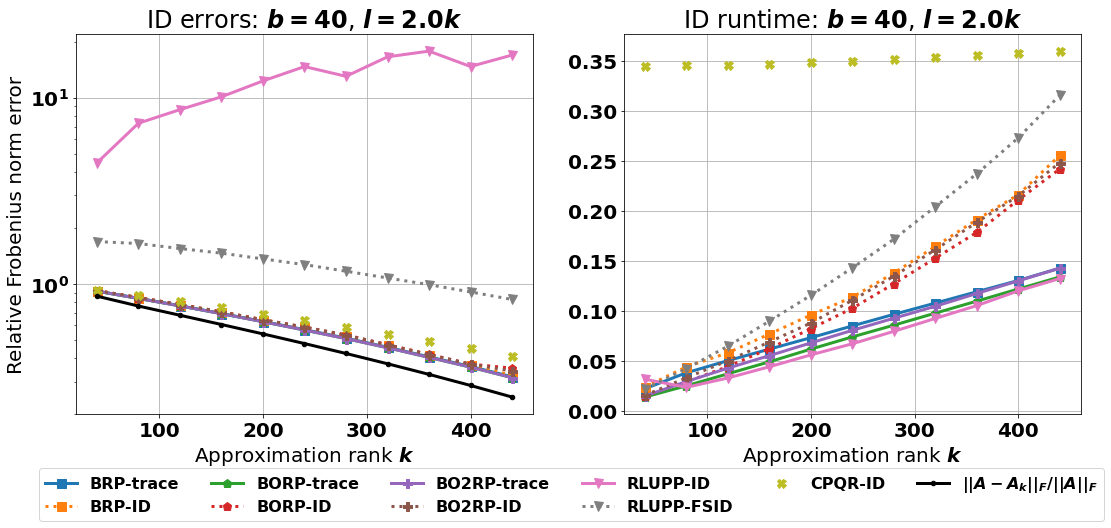 ID errors: b = 40, l = 2.0k
Relative Frobenius norm error
10¹
10⁰
100 200 300 400
Approximation rank k
ID runtime: b = 40, l = 2.0k
0.35
0.30
0.25
0.20
0.15
0.10
0.05
0.00
100 200 300 400
Approximation rank k
BRP-trace BORP-trace BO2RP-trace RLUPP-ID CPQR-ID ||A − Aₖ||_F/||A||_F
BRP-ID BORP-ID BO2RP-ID RLUPP-FSID